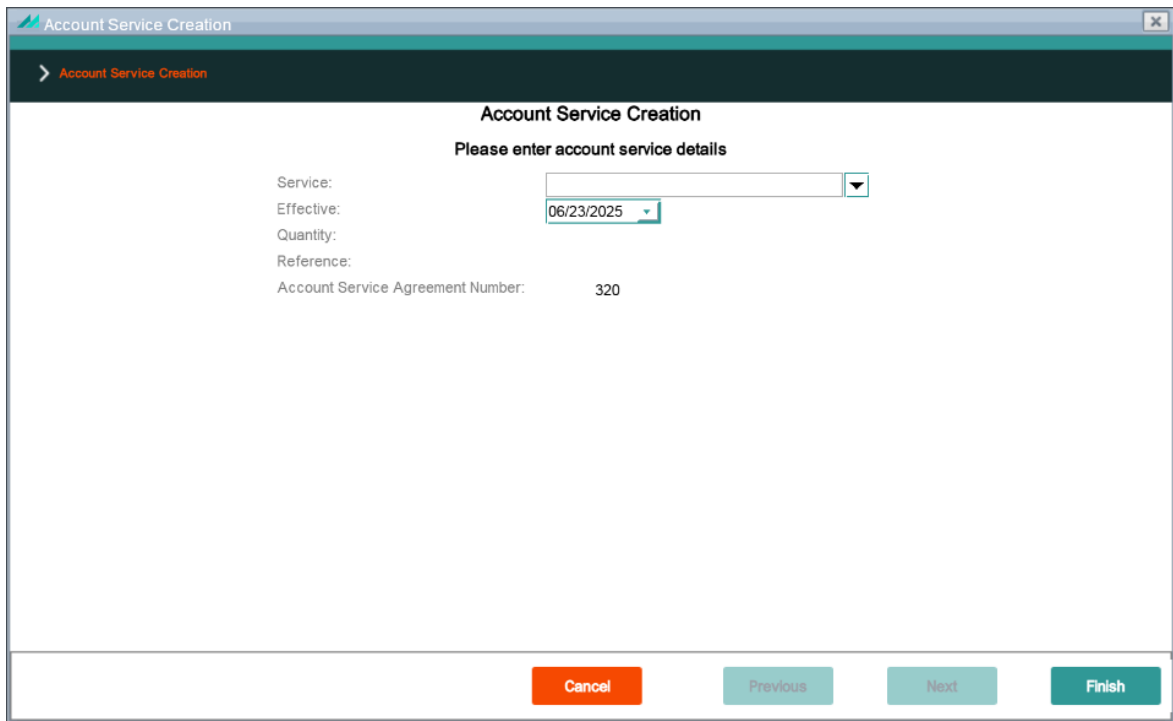 Account Service Creation
Account Service Creation
Account Service Creation
Please enter account service details
Service:
Effective: 06/23/2025
Quantity:
Reference:
Account Service Agreement Number: 320
Cancel Previous Next Finish